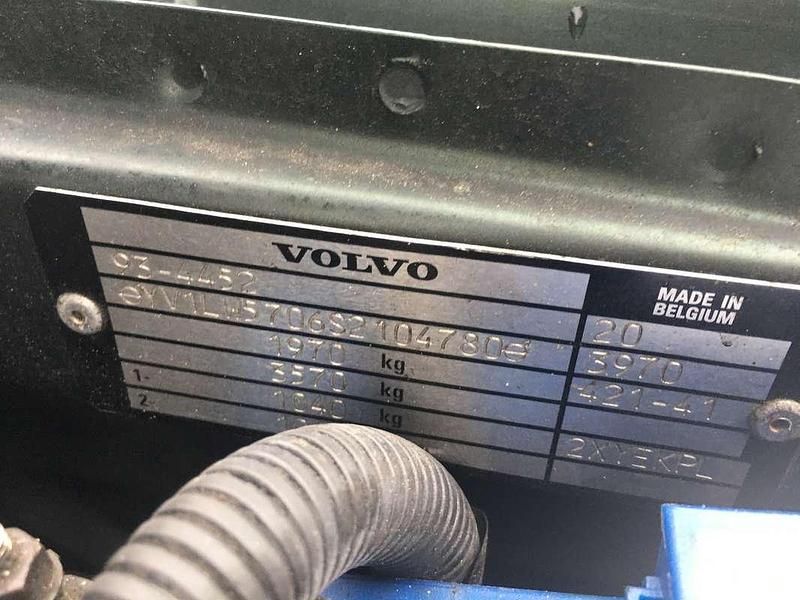 VOLVO
MADE IN
BELGIUM
93-4452
eYV1LW5706S2104780e
1970 kg
1- 3570 kg
2- 1040 kg
20
3970
421-41
2XYEKPL